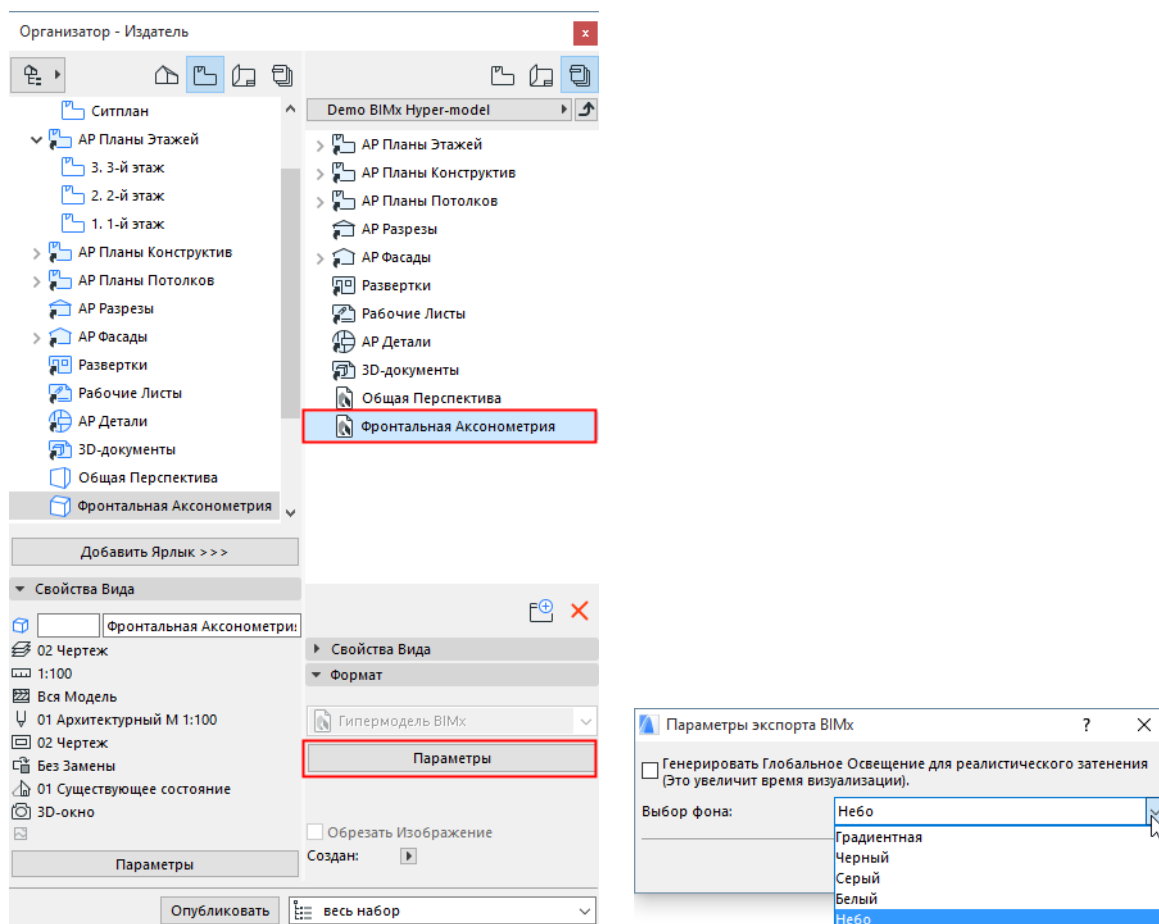 Организатор - Издатель
x
Ситплан
АР Планы Этажей
3. 3-й этаж
2. 2-й этаж
1. 1-й этаж
АР Планы Конструктив
АР Планы Потолков
АР Разрезы
АР Фасады
Развертки
Рабочие Листы
АР Детали
3D-документы
Общая Перспектива
Фронтальная Аксонометрия
Добавить Ярлык >>>
Свойства Вида
Фронтальная Аксонометри
02 Чертеж
1:100
Вся Модель
01 Архитектурный М 1:100
02 Чертеж
Без Замены
01 Существующее состояние
3D-окно
Параметры
Demo BIMx Hyper-model
АР Планы Этажей
АР Планы Конструктив
АР Планы Потолков
АР Разрезы
АР Фасады
Развертки
Рабочие Листы
АР Детали
3D-документы
Общая Перспектива
Фронтальная Аксонометрия
Свойства Вида
Формат
Гипермодель BIMx
Параметры
Обрезать Изображение
Создан:
Опубликовать
весь набор
Параметры экспорта BIMx
?
Генерировать Глобальное Освещение для реалистического затенения
(Это увеличит время визуализации).
Выбор фона:
Небо
Градиентная
Черный
Серый
Белый
Небо